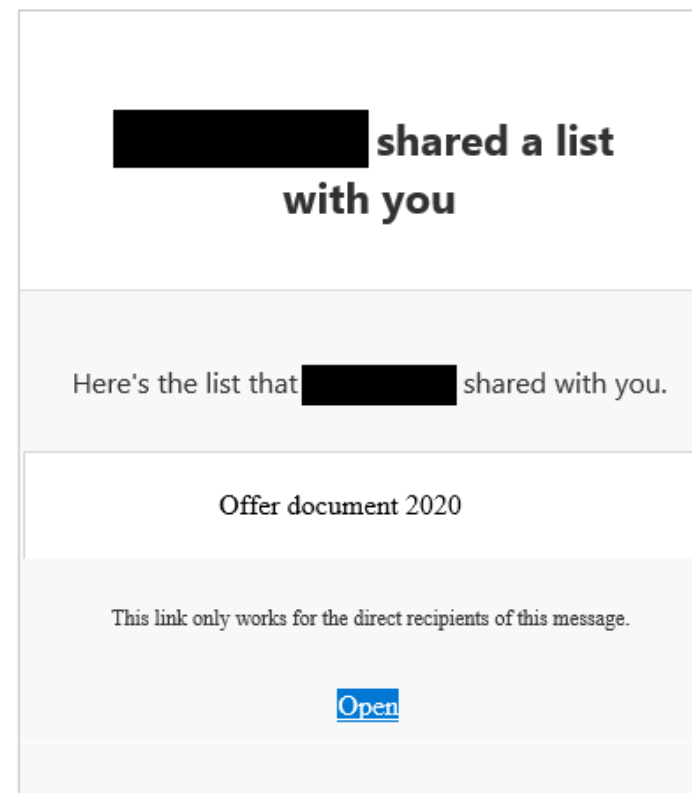 shared a list
with you
Here's the list that shared with you.
Offer document 2020
This link only works for the direct recipients of this message.
Open